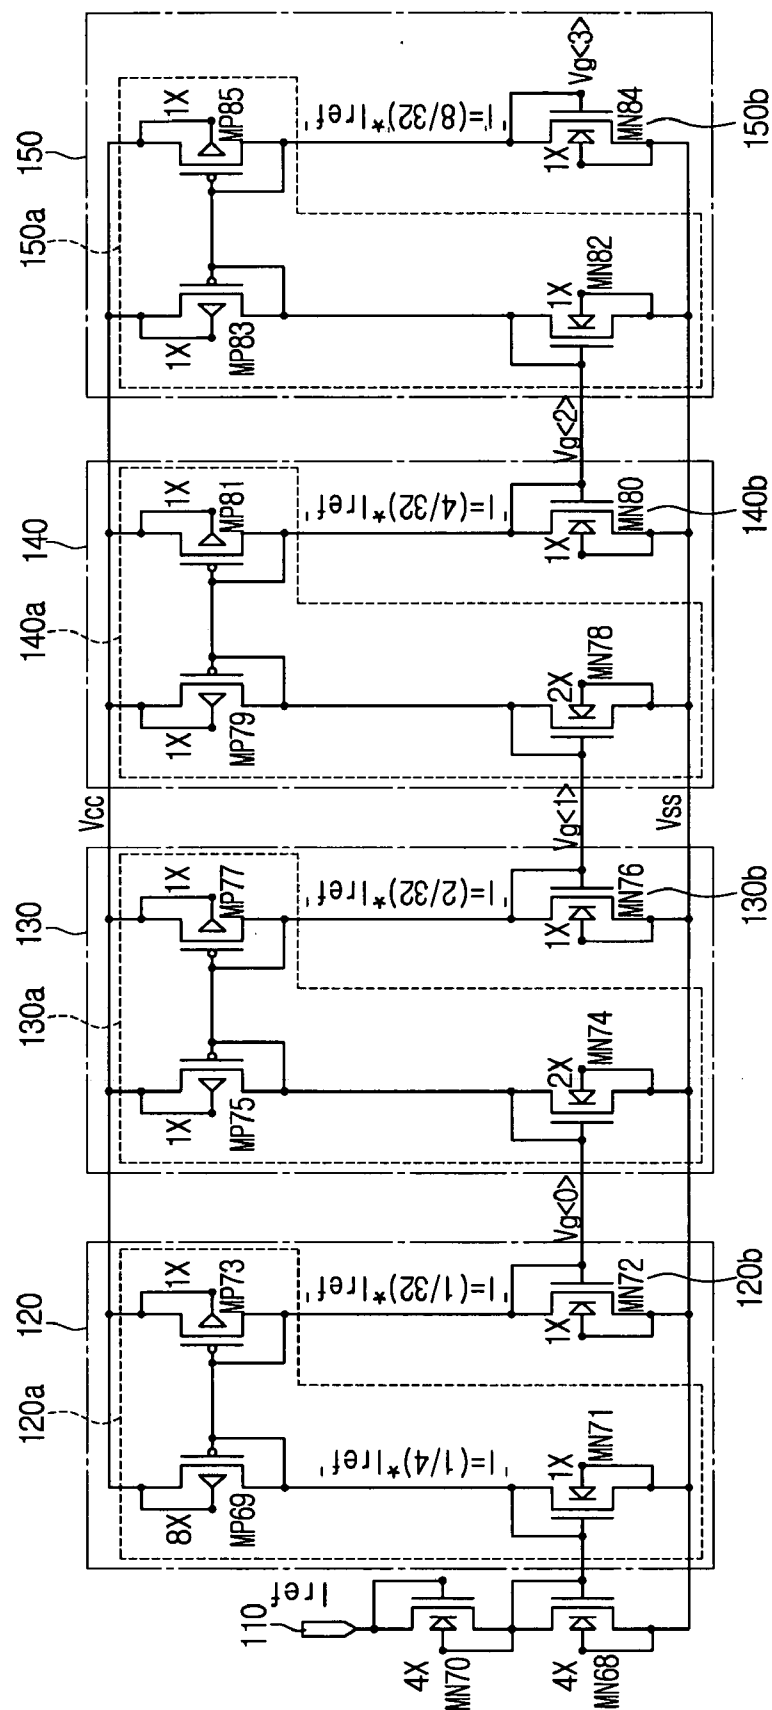 150
150a
1X
MP85
1X
MP83
'I=(8/32)*Iref'
Vg<3>
1X
MN84
150b
1X
MN82
Vg<2>
140
140a
1X
MP81
1X
MP79
'I=(4/32)*Iref'
1X
MN80
140b
2X
MN78
Vg<1>
Vcc
Vss
130
130a
1X
MP77
1X
MP75
'I=(2/32)*Iref'
1X
MN76
130b
2X
MN74
Vg<0>
120
120a
1X
MP73
8X
MP69
'I=(1/32)*Iref'
'I=(1/4)*Iref'
1X
MN72
120b
1X
MN71
110
Iref
4X
MN70
4X
MN68